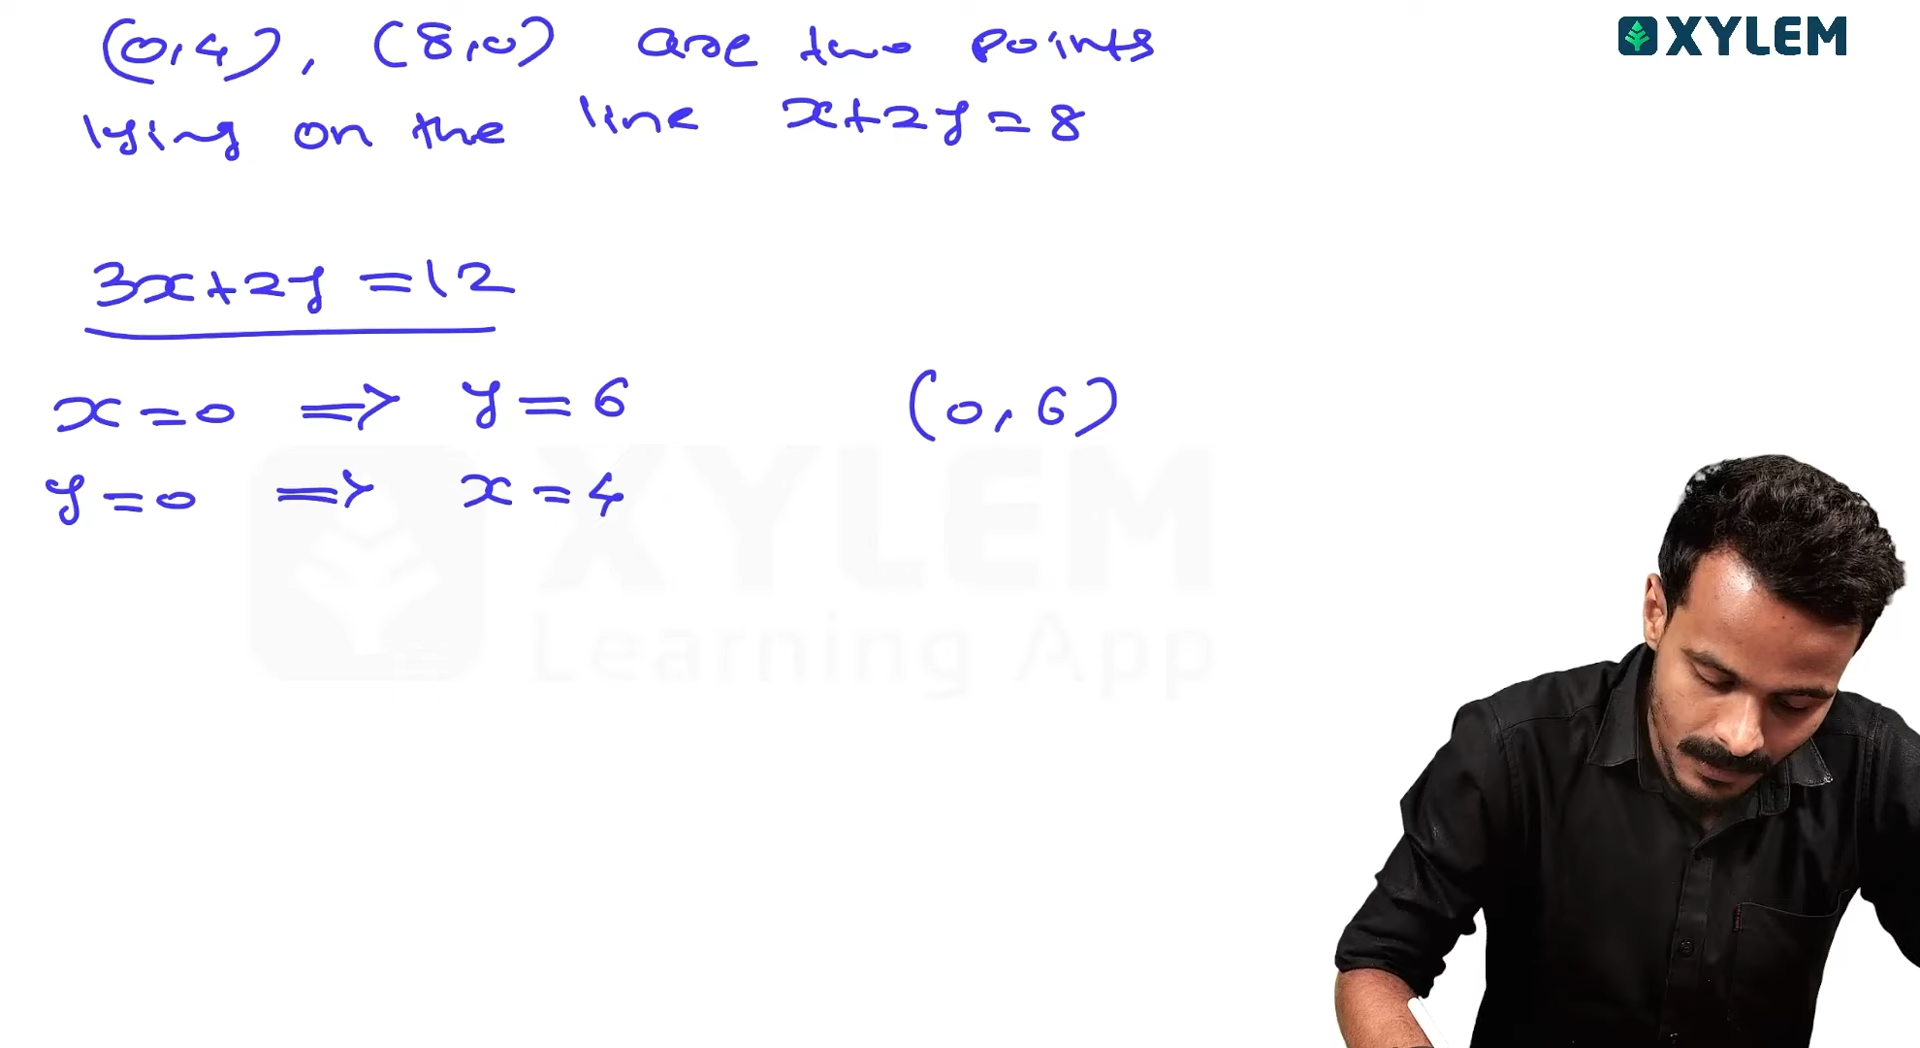 (0,4), (8,0) are two points
XYLEM
lying on the line x+2y=8
3x+2y=12
x=0 ⇒ y=6 (0,6)
y=0 ⇒ x=4
XYLEM
Learning App